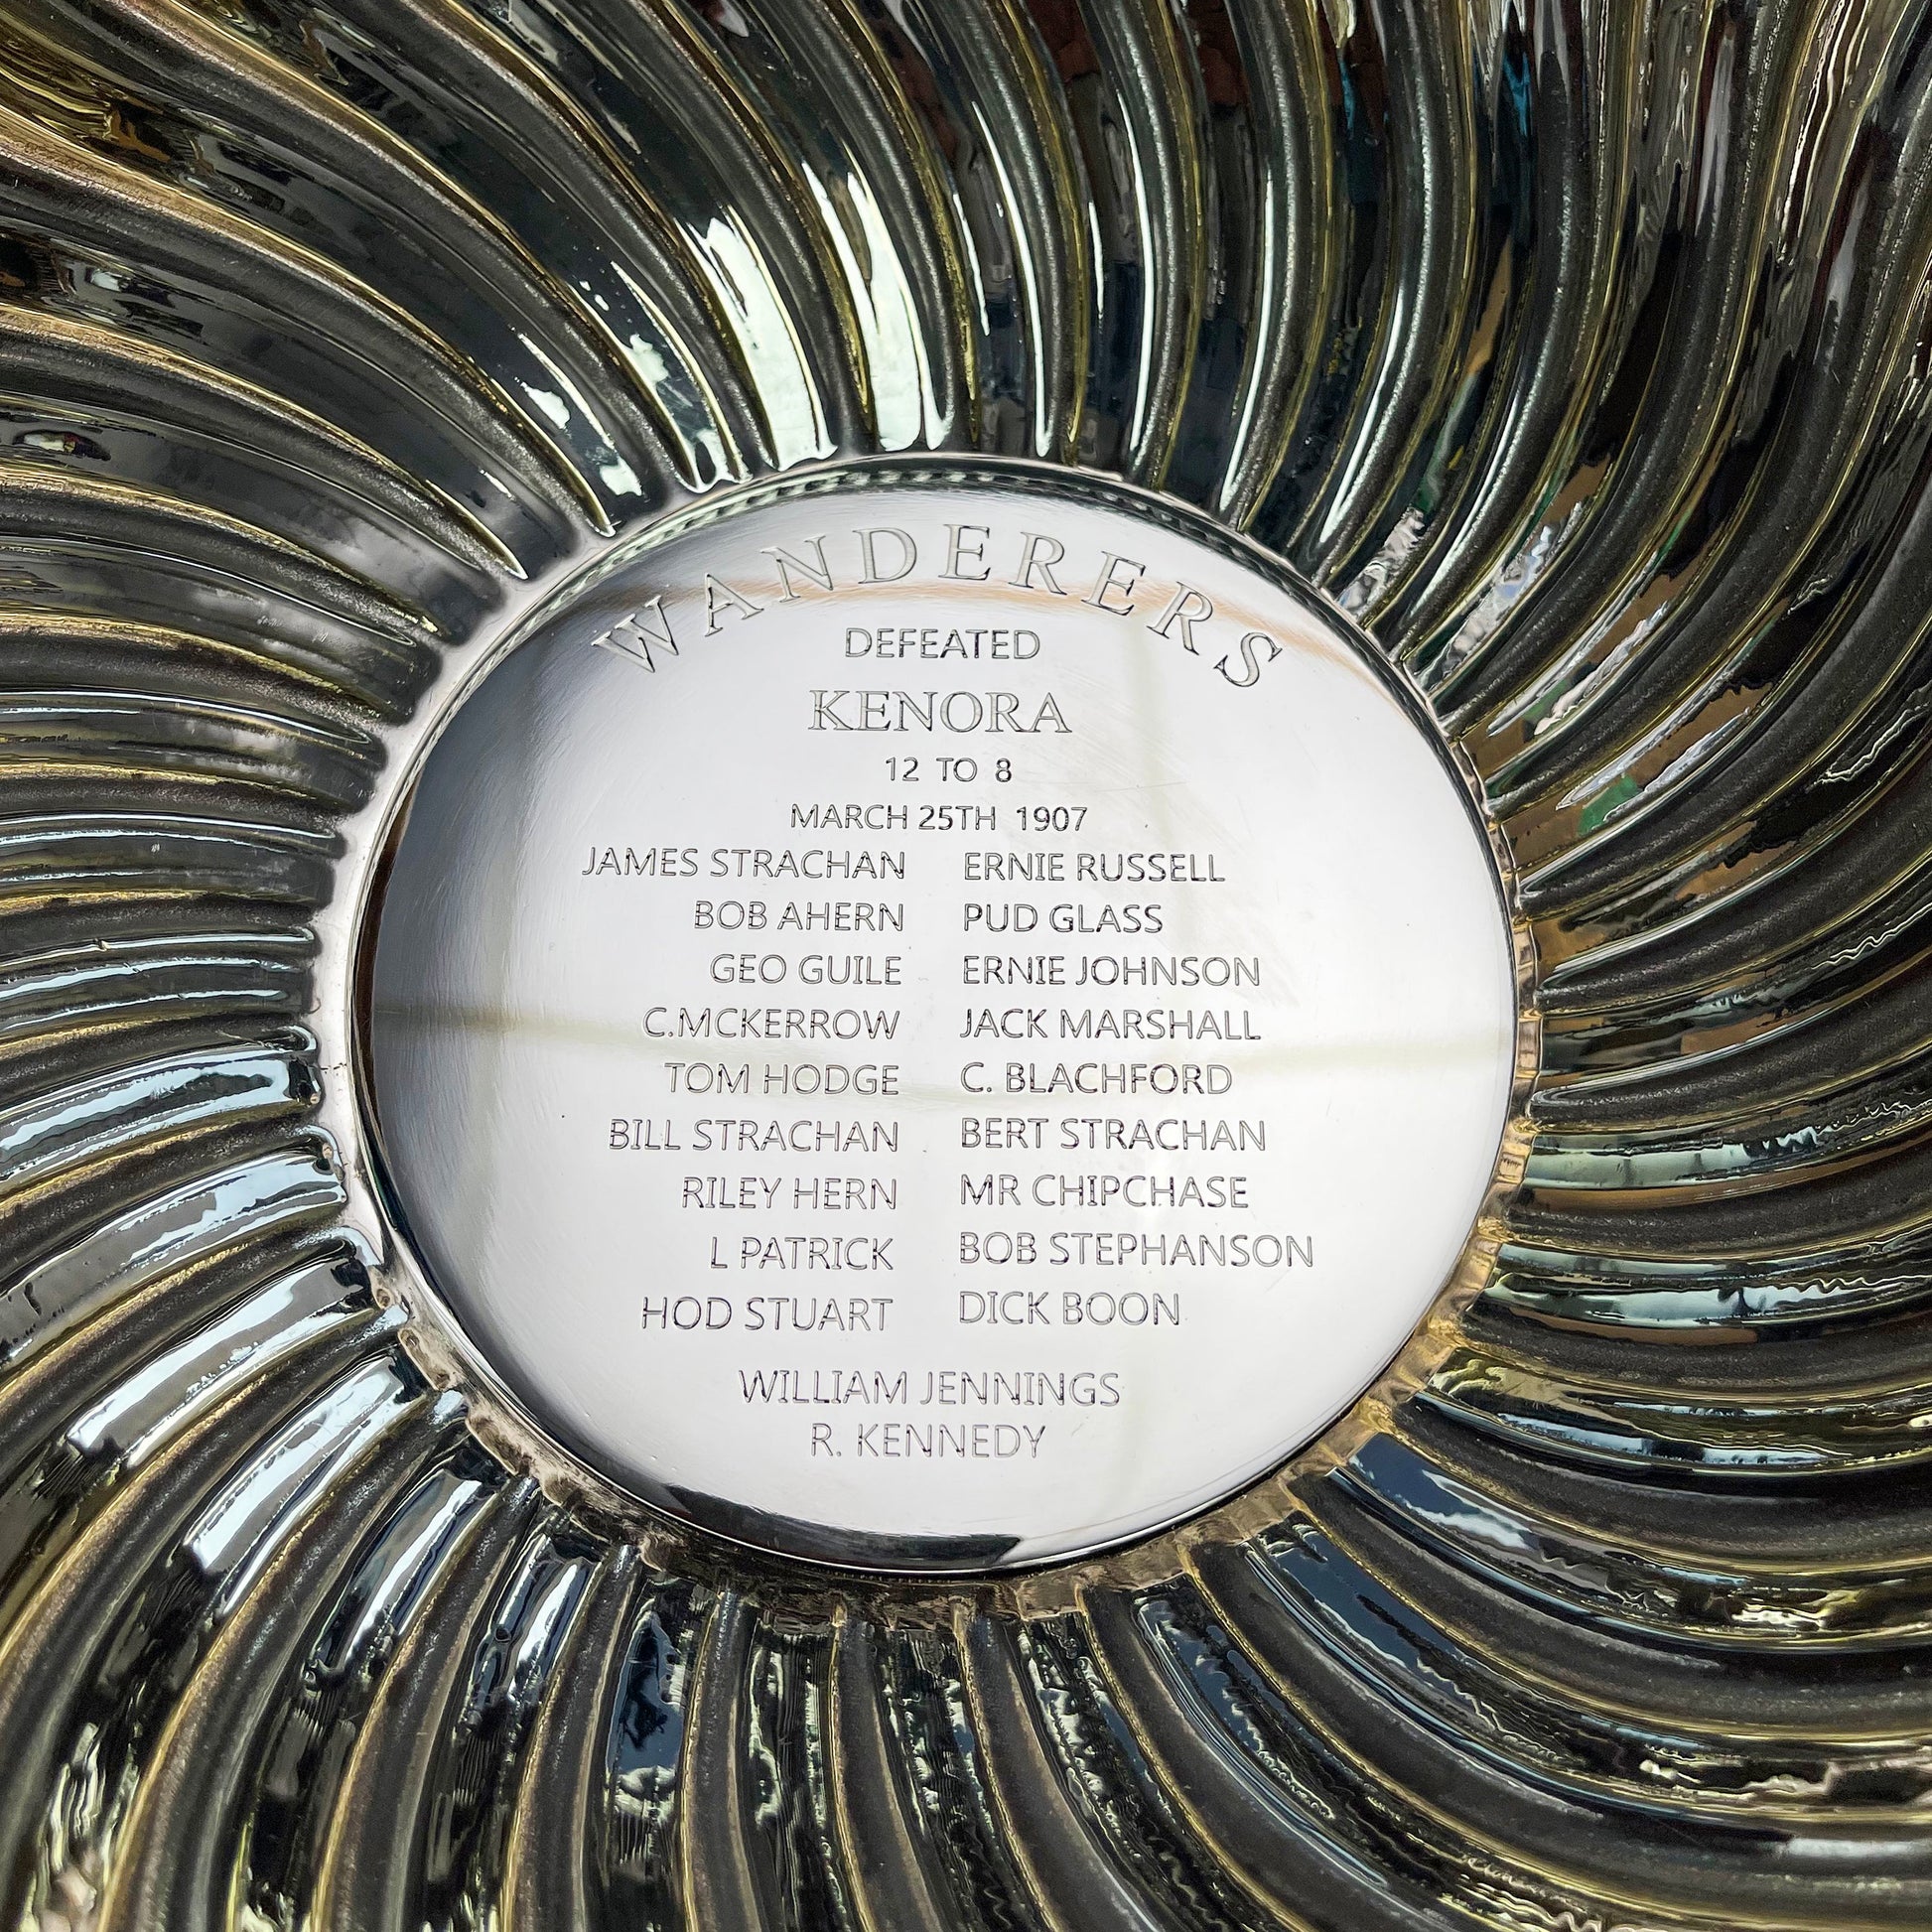 WANDERERS
DEFEATED
KENORA
12 TO 8
MARCH 25TH 1907
JAMES STRACHAN ERNIE RUSSELL
BOB AHERN PUD GLASS
GEO GUILE ERNIE JOHNSON
C.MCKERROW JACK MARSHALL
TOM HODGE C. BLACHFORD
BILL STRACHAN BERT STRACHAN
RILEY HERN MR CHIPCHASE
L PATRICK BOB STEPHANSON
HOD STUART DICK BOON
WILLIAM JENNINGS
R. KENNEDY